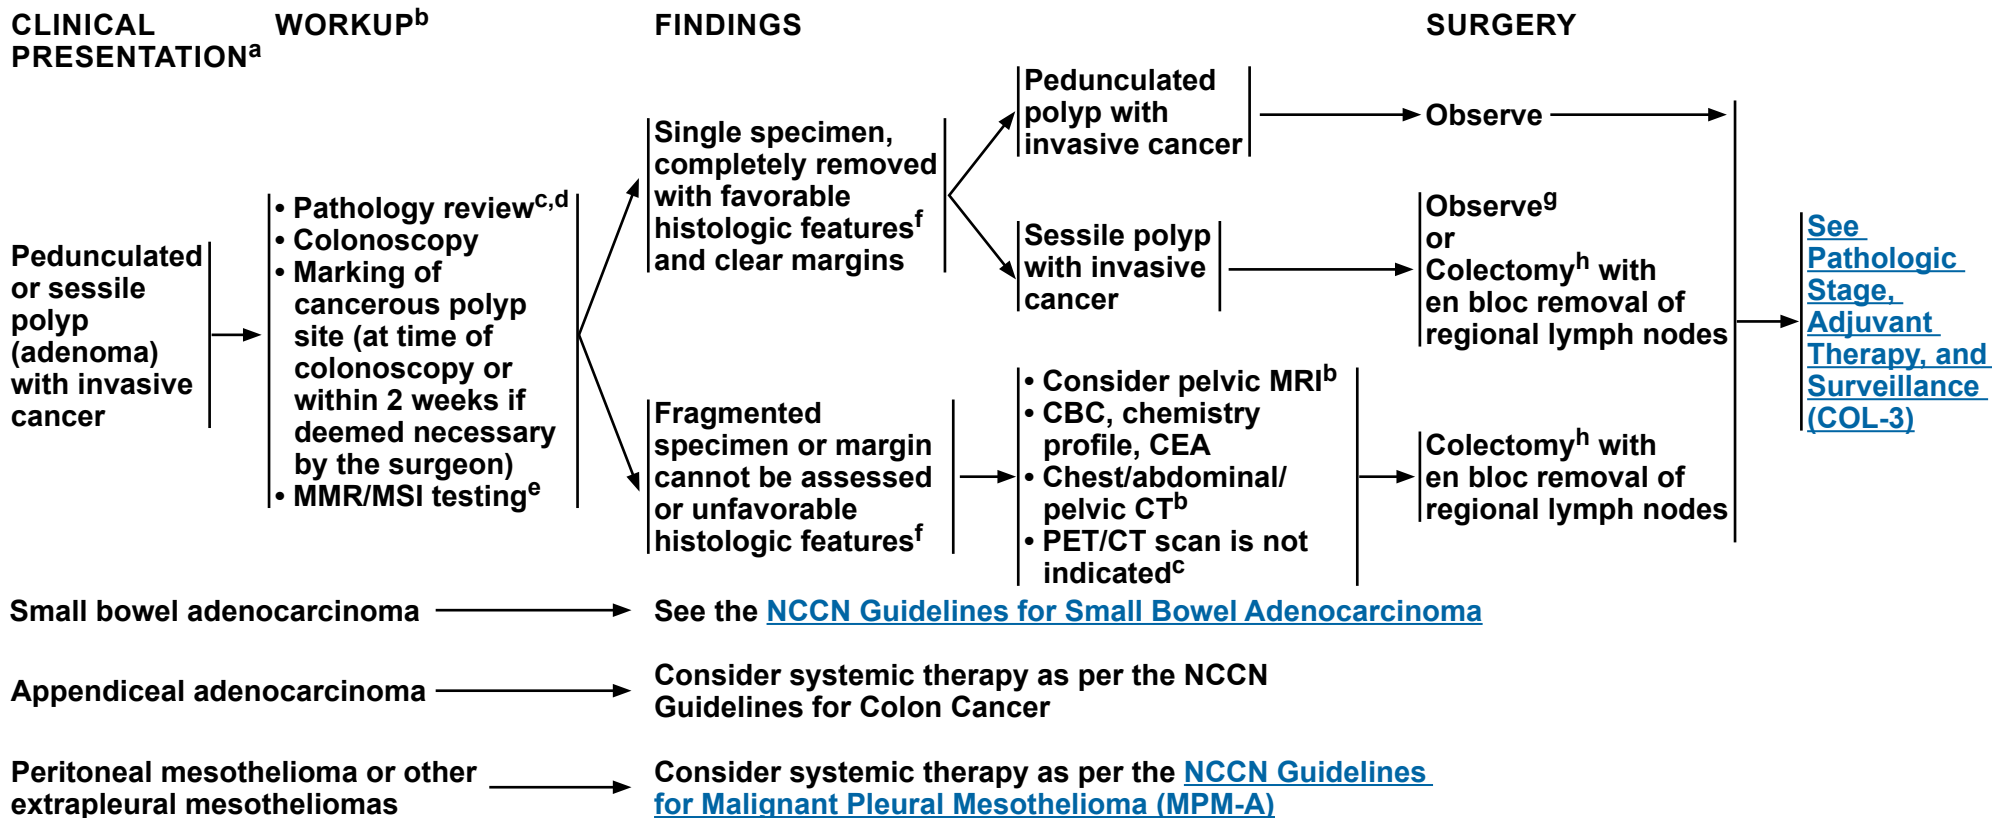 CLINICAL
PRESENTATIONa
WORKUPb
FINDINGS
SURGERY
Pedunculated
or sessile
polyp
(adenoma)
with invasive
cancer
• Pathology reviewc,d
• Colonoscopy
• Marking of
cancerous polyp
site (at time of
colonoscopy or
within 2 weeks if
deemed necessary
by the surgeon)
• MMR/MSI testinge
Single specimen,
completely removed
with favorable
histologic featuresf
and clear margins
Pedunculated
polyp with
invasive cancer
Observe
Sessile polyp
with invasive
cancer
Observeg
or
Colectomyh with
en bloc removal of
regional lymph nodes
Fragmented
specimen or margin
cannot be assessed
or unfavorable
histologic featuresf
• Consider pelvic MRIb
• CBC, chemistry
profile, CEA
• Chest/abdominal/
pelvic CTb
• PET/CT scan is not
indicatedc
Colectomyh with
en bloc removal of
regional lymph nodes
See
Pathologic
Stage,
Adjuvant
Therapy, and
Surveillance
(COL-3)
Small bowel adenocarcinoma
See the NCCN Guidelines for Small Bowel Adenocarcinoma
Appendiceal adenocarcinoma
Consider systemic therapy as per the NCCN
Guidelines for Colon Cancer
Peritoneal mesothelioma or other
extrapleural mesotheliomas
Consider systemic therapy as per the NCCN Guidelines
for Malignant Pleural Mesothelioma (MPM-A)